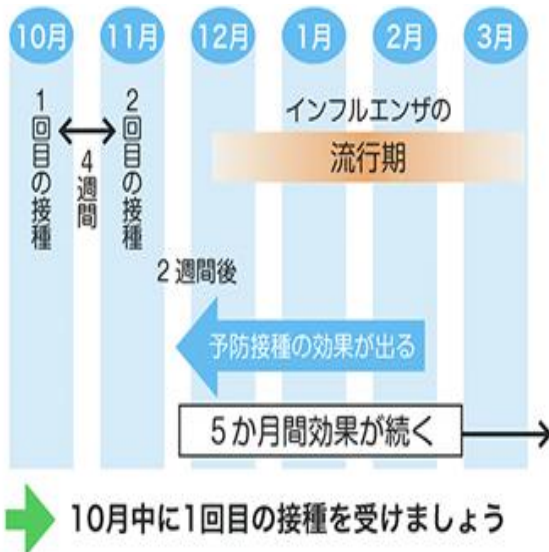 10月 11月 12月 1月 2月 3月
1回目の接種
4週間
2回目の接種
インフルエンザの
流行期
2週間後
予防接種の効果が出る
5か月間効果が続く
10月中に1回目の接種を受けましょう